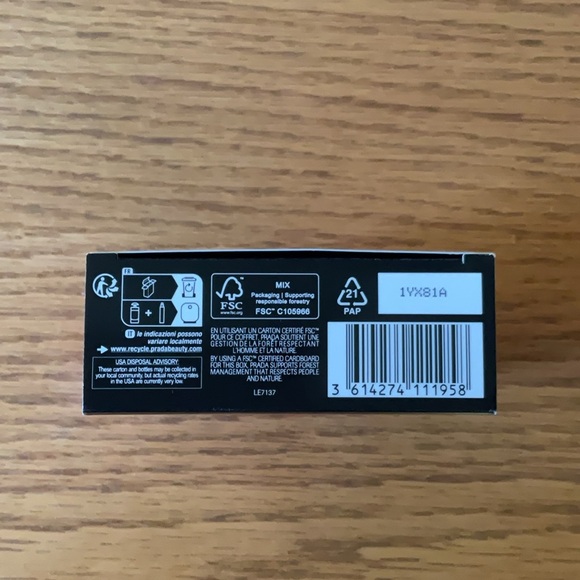 FR
+
IT le indicazioni possono
variare localmente
www.recycle.pradabeauty.com
USA DISPOSAL ADVISORY:
These carton and bottles may be collected in
your local community, but actual recycling rates
in the USA are currently very low.
FSC
www.fsc.org
MIX
Packaging | Supporting
responsible forestry
FSC™ C105966
EN UTILISANT UN CARTON CERTIFIÉ FSC™
POUR CE COFFRET, PRADA SOUTIENT UNE
GESTION DE LA FORÊT RESPECTANT
L'HOMME ET LA NATURE.
BY USING A FSC™ CERTIFIED CARDBOARD
FOR THIS BOX, PRADA SUPPORTS FOREST
MANAGEMENT THAT RESPECTS PEOPLE
AND NATURE.
LE7137
21
PAP
1YX81A
3 614274 111958